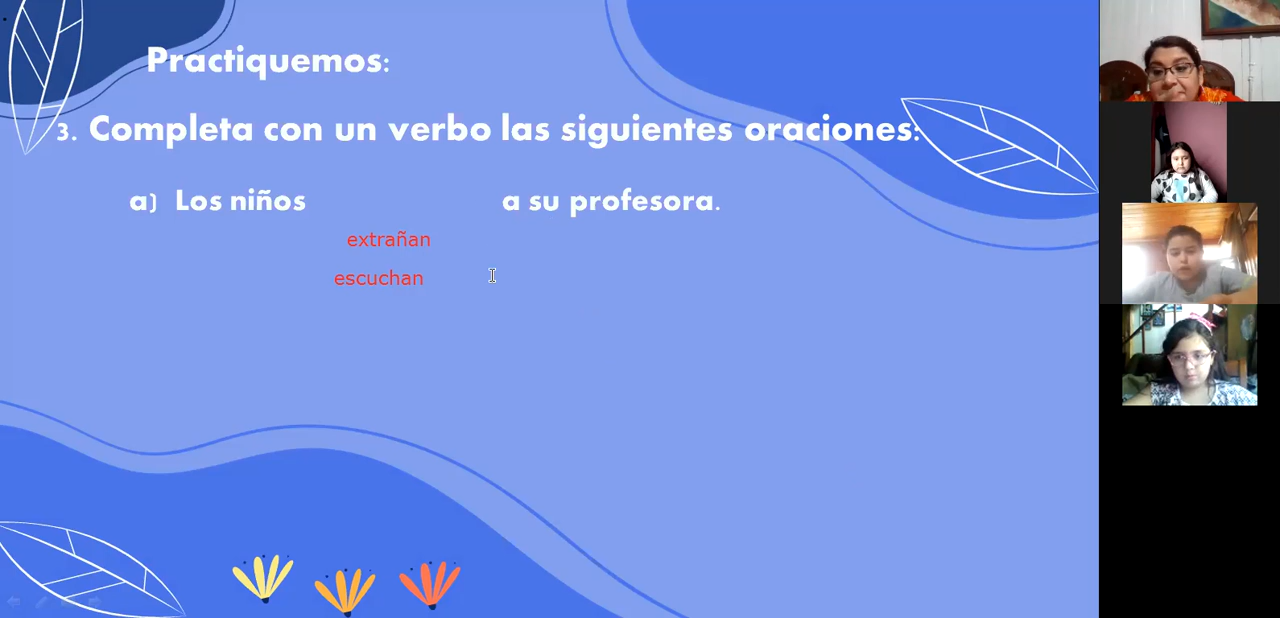 Practiquemos:
3. Completa con un verbo las siguientes oraciones:
a) Los niños a su profesora.
extrañan
escuchan